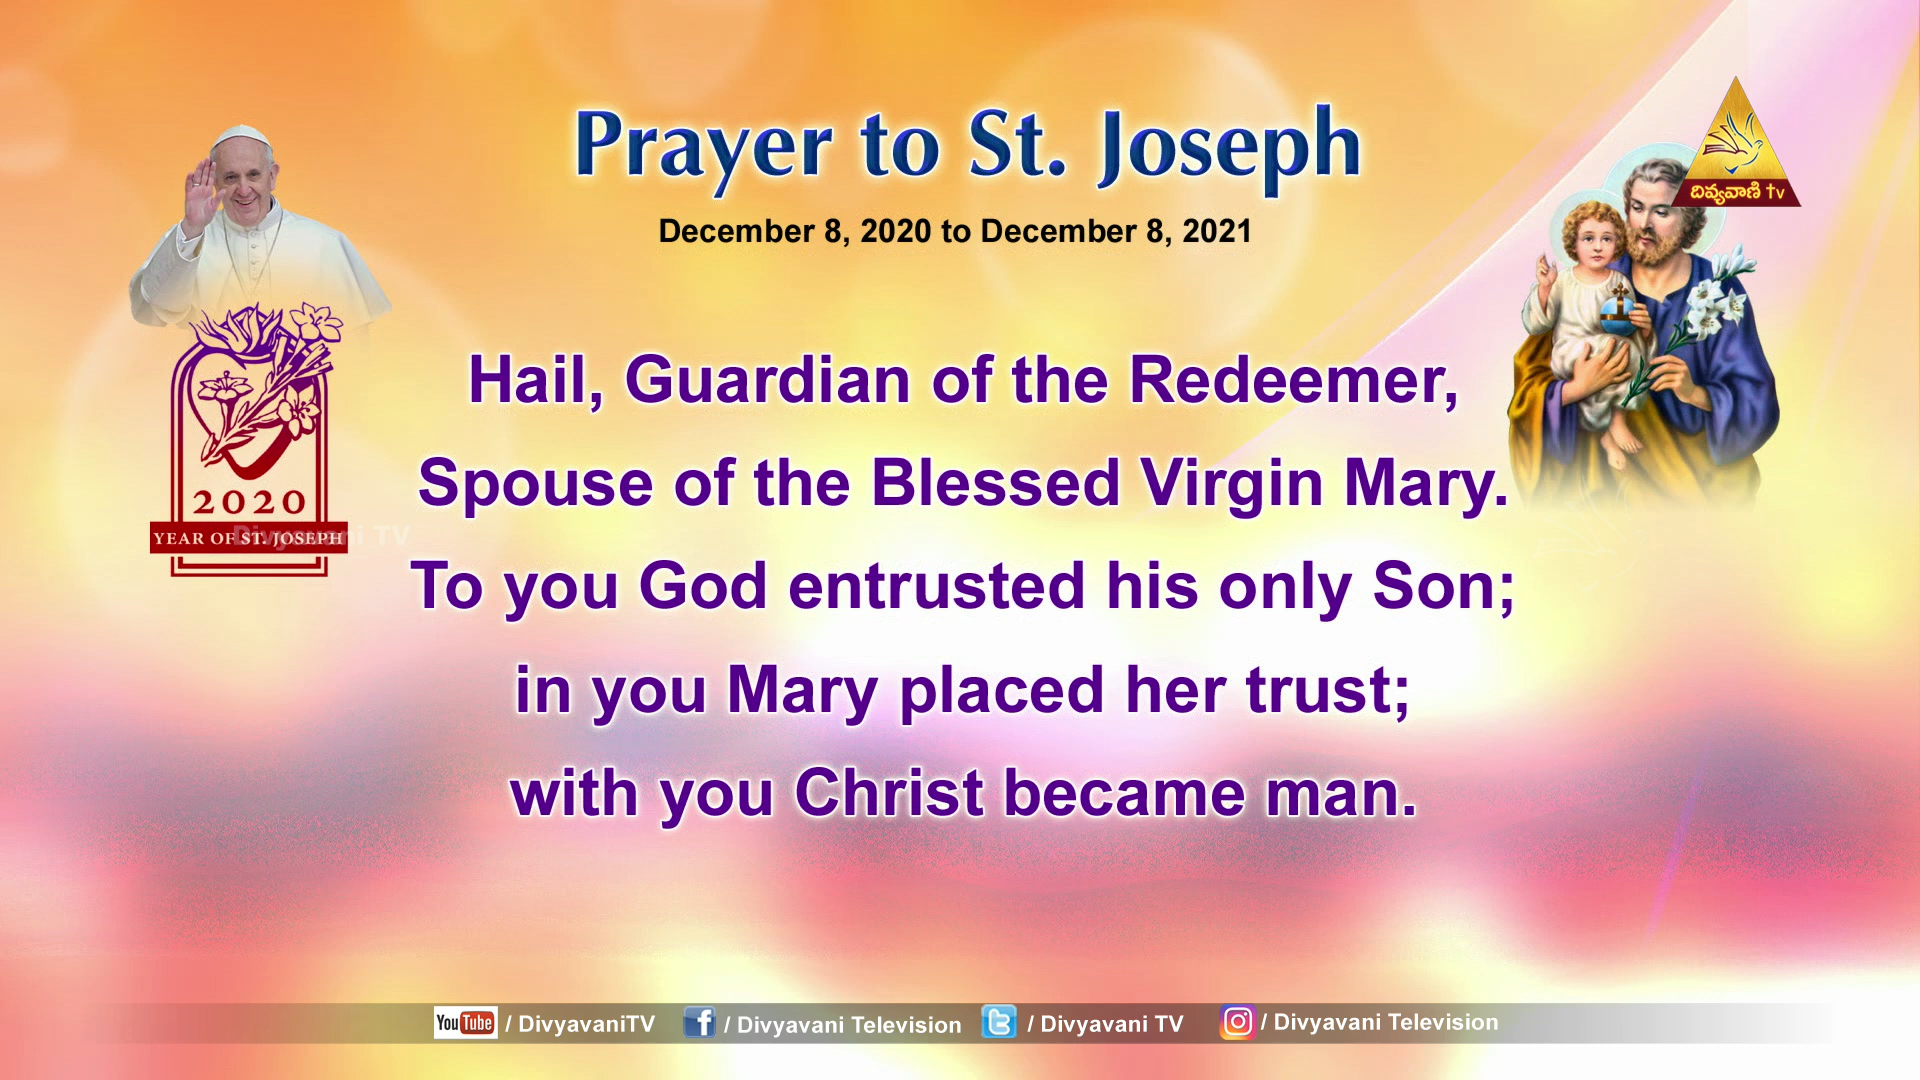 Prayer to St. Joseph
December 8, 2020 to December 8, 2021
దివ్యవాణి tv
Hail, Guardian of the Redeemer,
Spouse of the Blessed Virgin Mary.
To you God entrusted his only Son;
in you Mary placed her trust;
with you Christ became man.
2020
YEAR OF ST. JOSEPH
Divyavani TV
YouTube / DivyavaniTV f / Divyavani Television / Divyavani TV / Divyavani Television